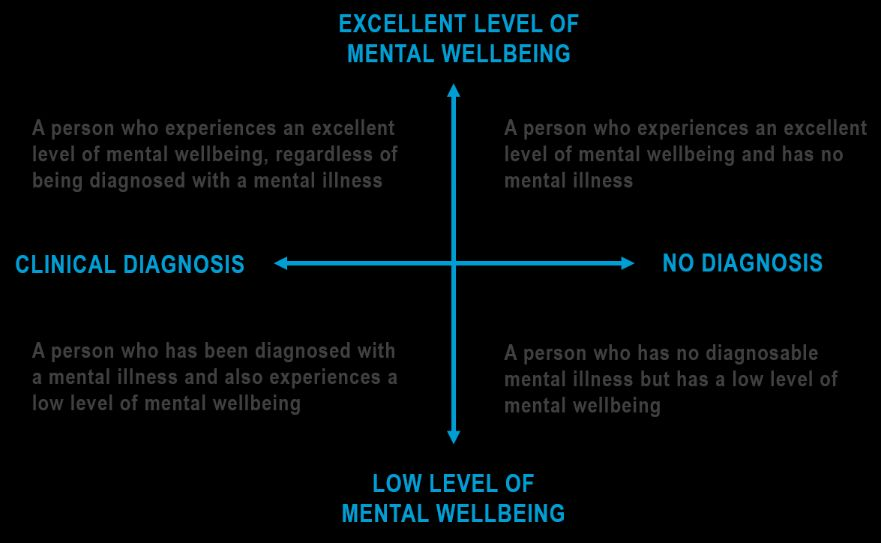 EXCELLENT LEVEL OF
MENTAL WELLBEING
A person who experiences an excellent
level of mental wellbeing, regardless of
being diagnosed with a mental illness
A person who experiences an excellent
level of mental wellbeing and has no
mental illness
CLINICAL DIAGNOSIS
NO DIAGNOSIS
A person who has been diagnosed with
a mental illness and also experiences a
low level of mental wellbeing
A person who has no diagnosable
mental illness but has a low level of
mental wellbeing
LOW LEVEL OF
MENTAL WELLBEING